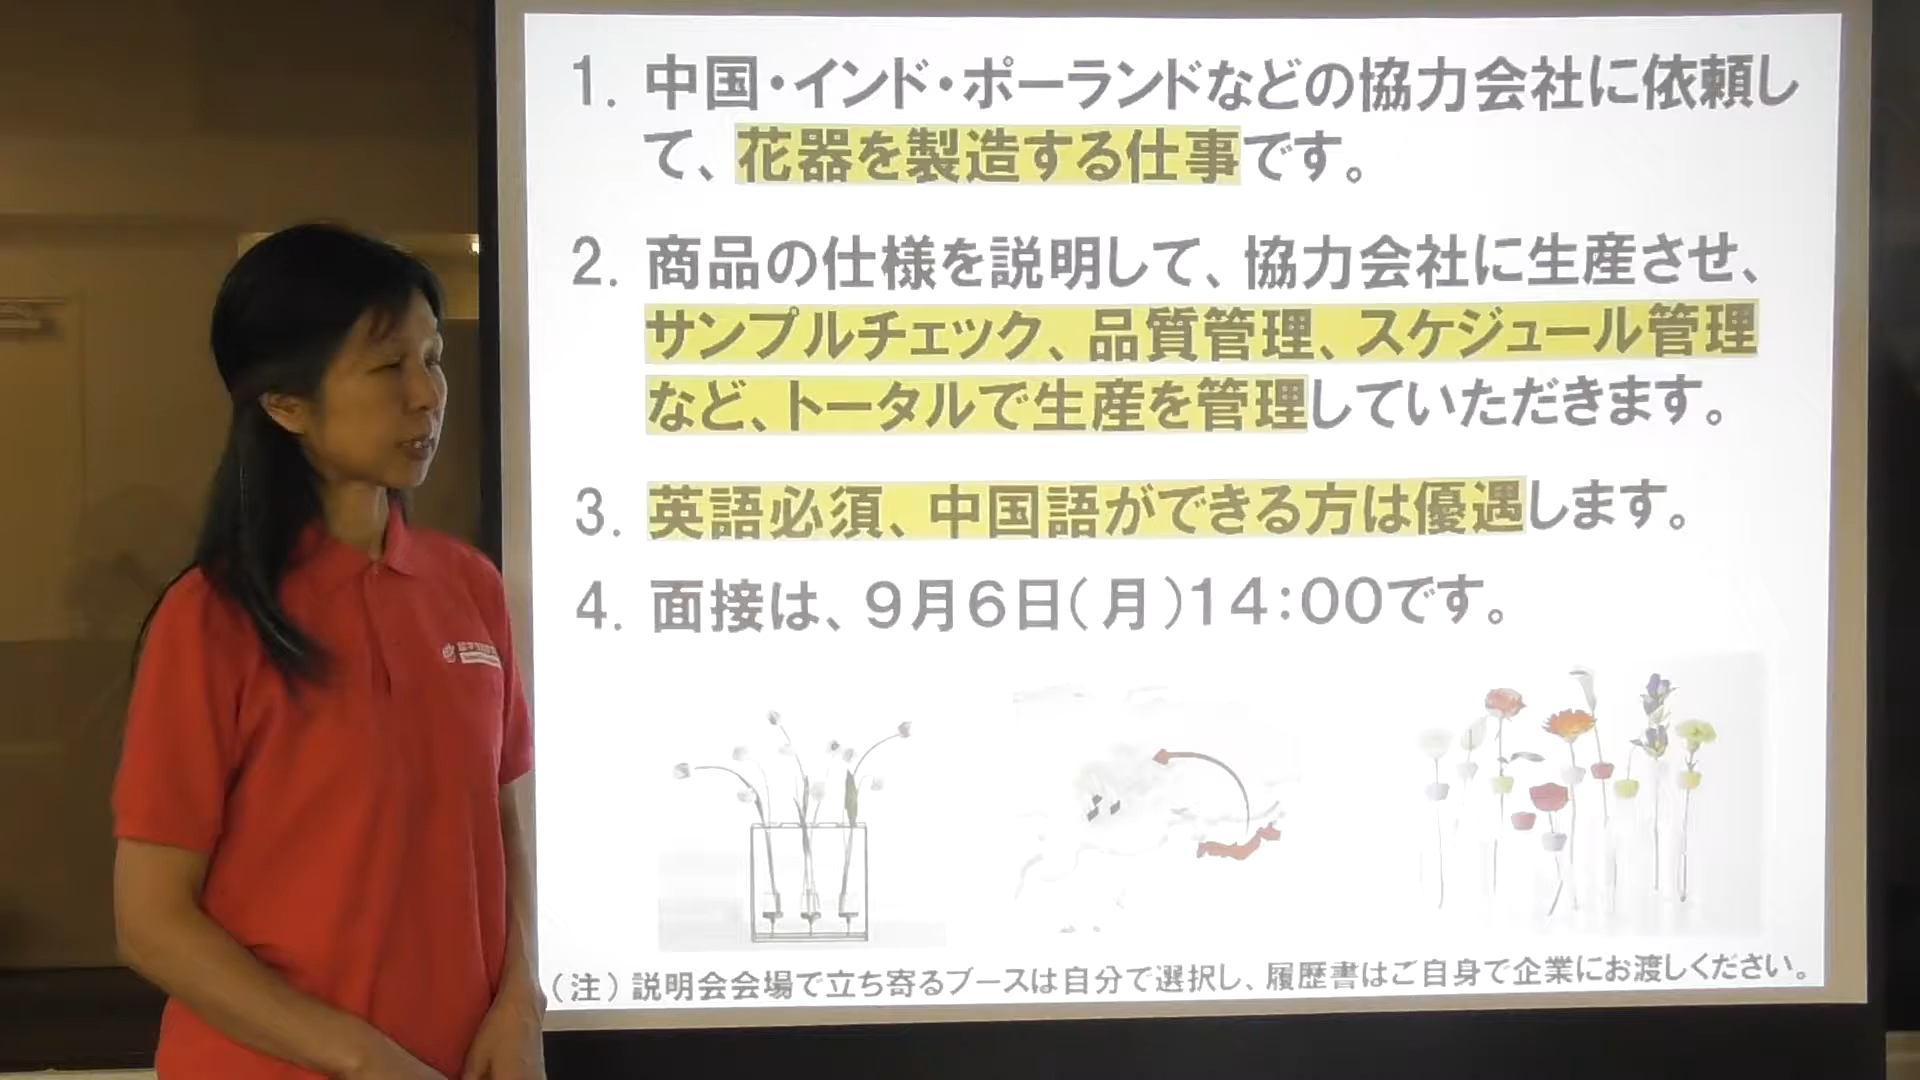 1. 中国・インド・ポーランドなどの協力会社に依頼し
て、花器を製造する仕事です。
2. 商品の仕様を説明して、協力会社に生産させ、
サンプルチェック、品質管理、スケジュール管理
など、トータルで生産を管理していただきます。
3. 英語必須、中国語ができる方は優遇します。
4. 面接は、9月6日(月)14:00です。
(注)説明会会場で立ち寄るブースは自分で選択し、履歴書はご自身で企業にお渡しください。